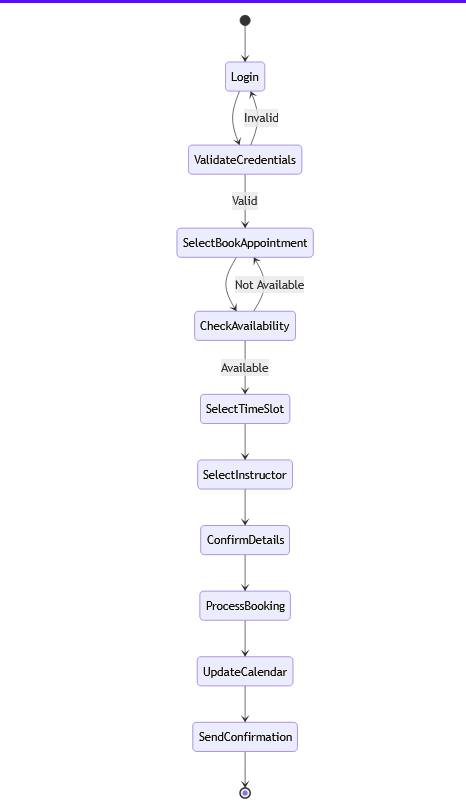 Login
Invalid
ValidateCredentials
Valid
SelectBookAppointment
Not Available
CheckAvailability
Available
SelectTimeSlot
SelectInstructor
ConfirmDetails
ProcessBooking
UpdateCalendar
SendConfirmation